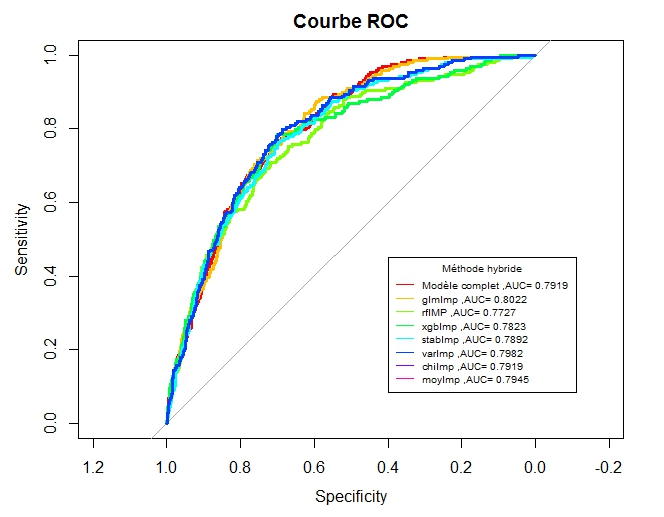 Courbe ROC
Sensitivity
1.0
0.8
0.6
0.4
0.2
0.0
Méthode hybride
Modèle complet ,AUC= 0.7919
glmImp ,AUC= 0.8022
rfIMP ,AUC= 0.7727
xgbImp ,AUC= 0.7823
stabImp ,AUC= 0.7892
varImp ,AUC= 0.7982
chiImp ,AUC= 0.7919
moyImp ,AUC= 0.7945
1.2 1.0 0.8 0.6 0.4 0.2 0.0 -0.2
Specificity